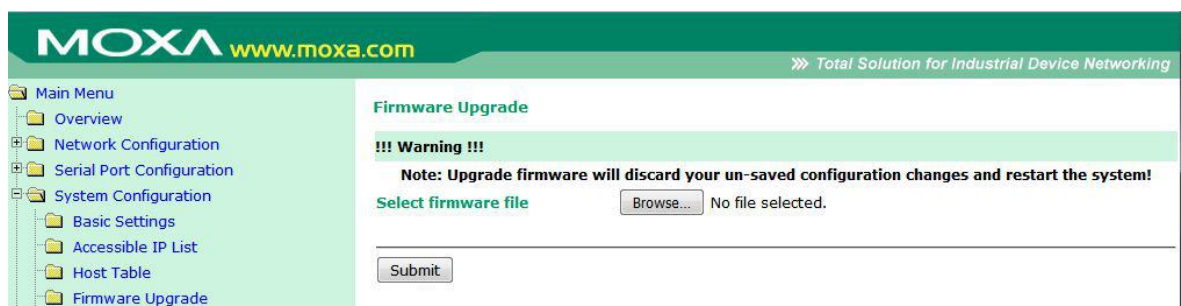 MOXA www.moxa.com
Total Solution for Industrial Device Networking
Main Menu
Overview
Network Configuration
Serial Port Configuration
System Configuration
Basic Settings
Accessible IP List
Host Table
Firmware Upgrade
Firmware Upgrade
!!! Warning !!!
Note: Upgrade firmware will discard your un-saved configuration changes and restart the system!
Select firmware file Browse... No file selected.
Submit